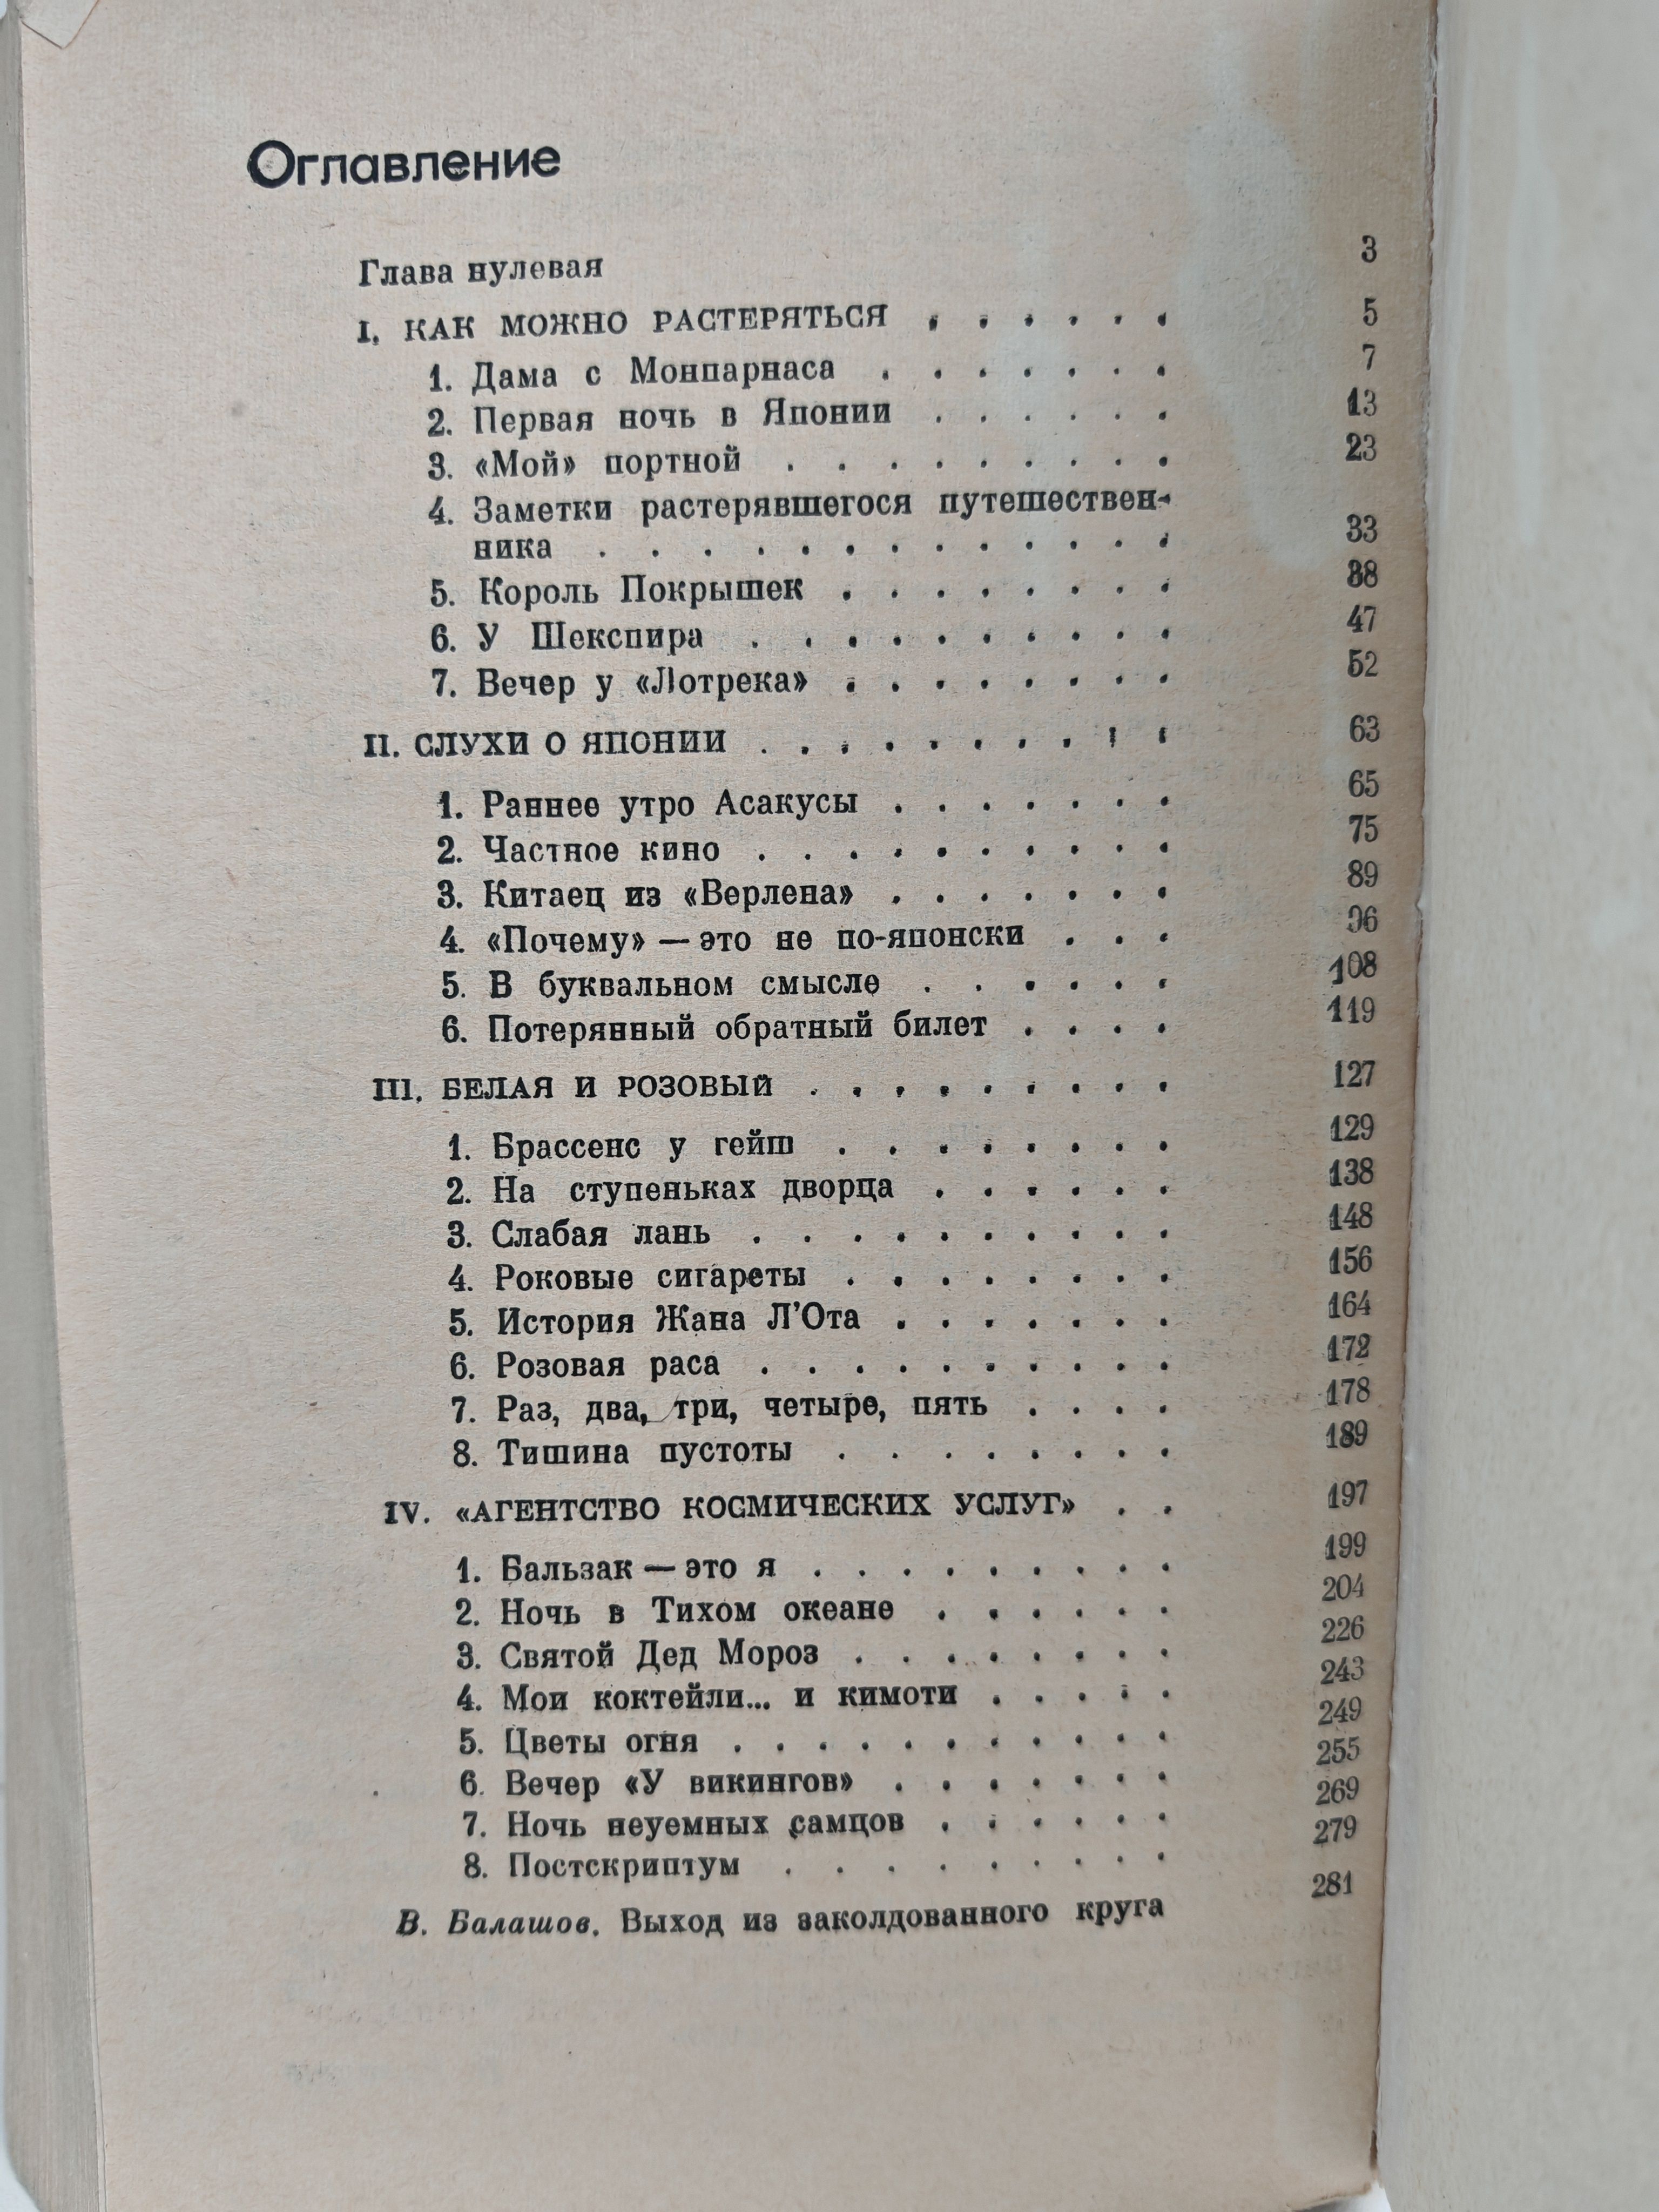 Оглавление
Глава нулевая 3
I. КАК МОЖНО РАСТЕРЯТЬСЯ . . . . . . 5
1. Дама с Монпарнаса . . . . . . . 7
2. Первая ночь в Японии . . . . . . 13
3. «Мой» портной . . . . . . . . . 23
4. Заметки растерявшегося путешествен-
ника . . . . . . . . . . . . . 33
5. Король Покрышек . . . . . . . . 38
6. У Шекспира . . . . . . . . . . 47
7. Вечер у «Лотрека» . . . . . . . . 52
II. СЛУХИ О ЯПОНИИ . . . . . . . . . . 63
1. Раннее утро Асакусы . . . . . . . 65
2. Частное кино . . . . . . . . . . 75
3. Китаец из «Верлена» . . . . . . . 89
4. «Почему» — это не по-японски . . . 96
5. В буквальном смысле . . . . . . 108
6. Потерянный обратный билет . . . . 119
III. БЕЛАЯ И РОЗОВЫЙ . . . . . . . . . 127
1. Брассенс у гейш . . . . . . . . 129
2. На ступеньках дворца . . . . . . 138
3. Слабая лань . . . . . . . . . . 148
4. Роковые сигареты . . . . . . . . 156
5. История Жана Л’Ота . . . . . . . 164
6. Розовая раса . . . . . . . . . . 172
7. Раз, два, три, четыре, пять . . . . 178
8. Тишина пустоты . . . . . . . . 189
IV. «АГЕНТСТВО КОСМИЧЕСКИХ УСЛУГ» . . 197
1. Бальзак — это я . . . . . . . . . 199
2. Ночь в Тихом океане . . . . . . 204
3. Святой Дед Мороз . . . . . . . . 226
4. Мои коктейли... и кимоти . . . . . 243
5. Цветы огня . . . . . . . . . . . 249
6. Вечер «У викингов» . . . . . . . 255
7. Ночь неуемных самцов . . . . . . 269
8. Постскриптум . . . . . . . . . 279
В. Балашов. Выход из заколдованного круга 281